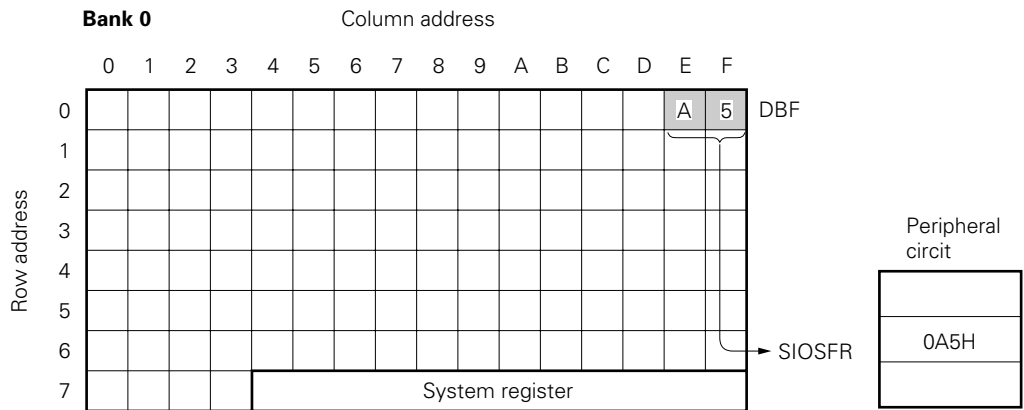 Bank 0 Column address
0 1 2 3 4 5 6 7 8 9 A B C D E F
0 A 5 DBF
1
2
3
4
5
6 SIOSFR
7 System register
Row address
Peripheral
circit
0A5H